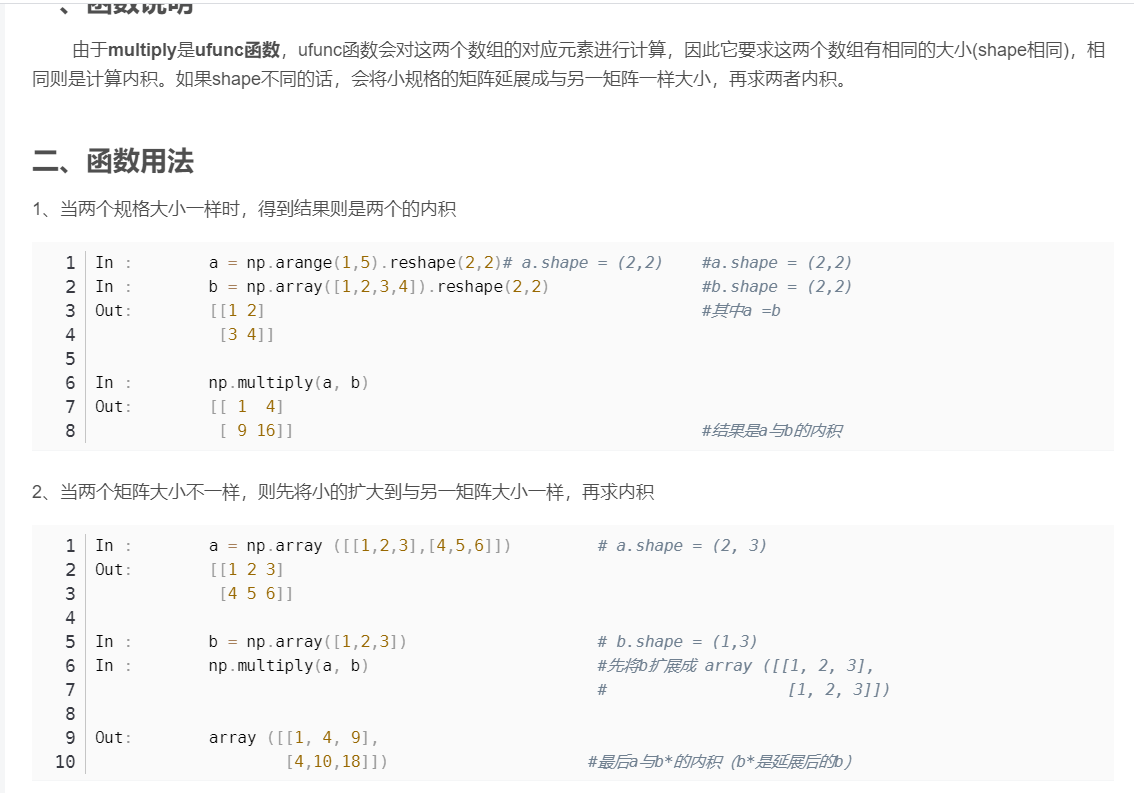 、函数说明
由于multiply是ufunc函数，ufunc函数会对这两个数组的对应元素进行计算，因此它要求这两个数组有相同的大小(shape相同)，相
同则是计算内积。如果shape不同的话，会将小规格的矩阵延展成与另一矩阵一样大小，再求两者内积。
二、函数用法
1、当两个规格大小一样时，得到结果则是两个的内积
1 In : a = np.arange(1,5).reshape(2,2)# a.shape = (2,2) #a.shape = (2,2)
2 In : b = np.array([1,2,3,4]).reshape(2,2) #b.shape = (2,2)
3 Out: [[1 2] #其中a =b
4 [3 4]]
5
6 In : np.multiply(a, b)
7 Out: [[ 1 4]
8 [ 9 16]] #结果是a与b的内积
2、当两个矩阵大小不一样，则先将小的扩大到与另一矩阵大小一样，再求内积
1 In : a = np.array ([[1,2,3],[4,5,6]]) # a.shape = (2, 3)
2 Out: [[1 2 3]
3 [4 5 6]]
4
5 In : b = np.array([1,2,3]) # b.shape = (1,3)
6 In : np.multiply(a, b) #先将b扩展成 array ([[1, 2, 3],
7 # [1, 2, 3]])
8
9 Out: array ([[1, 4, 9],
10 [4,10,18]]) #最后a与b*的内积（b*是延展后的b）